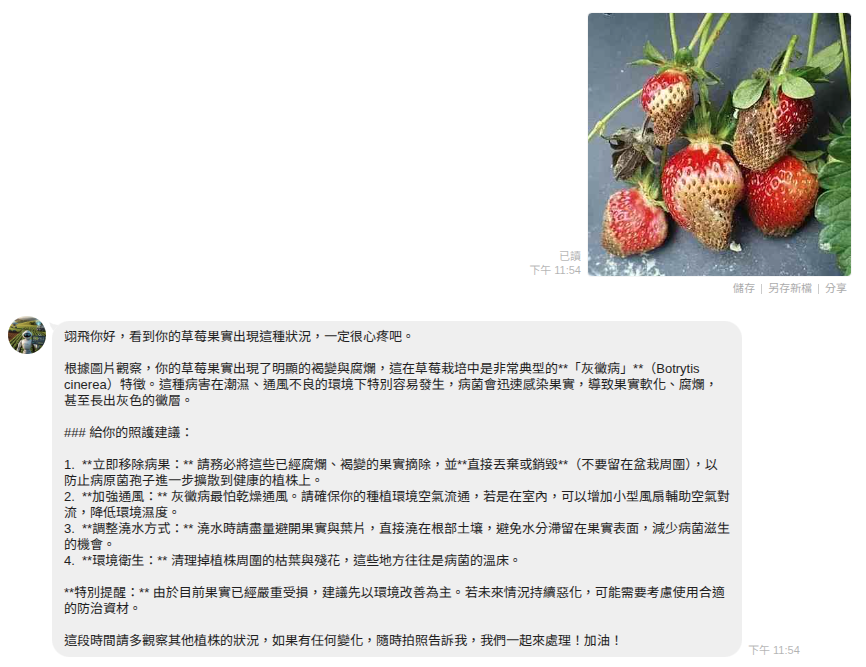 已讀
下午 11:54
儲存 | 另存新檔 | 分享
翊飛你好，看到你的草莓果實出現這種狀況，一定很心疼吧。
根據圖片觀察，你的草莓果實出現了明顯的褐變與腐爛，這在草莓栽培中是非常典型的**「灰黴病」**（Botrytis
cinerea）特徵。這種病害在潮濕、通風不良的環境下特別容易發生，病菌會迅速感染果實，導致果實軟化、腐爛，
甚至長出灰色的黴層。
### 給你的照護建議：
1.  **立即移除病果：** 請務必將這些已經腐爛、褐變的果實摘除，並**直接丟棄或銷毀**（不要留在盆栽周圍），以
防止病原菌孢子進一步擴散到健康的植株上。
2.  **加強通風：** 灰黴病最怕乾燥通風。請確保你的種植環境空氣流通，若是在室內，可以增加小型風扇輔助空氣對
流，降低環境濕度。
3.  **調整澆水方式：** 澆水時請盡量避開果實與葉片，直接澆在根部土壤，避免水分滯留在果實表面，減少病菌滋生
的機會。
4.  **環境衛生：** 清理掉植株周圍的枯葉與殘花，這些地方往往是病菌的溫床。
**特別提醒：** 由於目前果實已經嚴重受損，建議先以環境改善為主。若未來情況持續惡化，可能需要考慮使用合適
的防治資材。
這段時間請多觀察其他植株的狀況，如果有任何變化，隨時拍照告訴我，我們一起來處理！加油！
下午 11:54